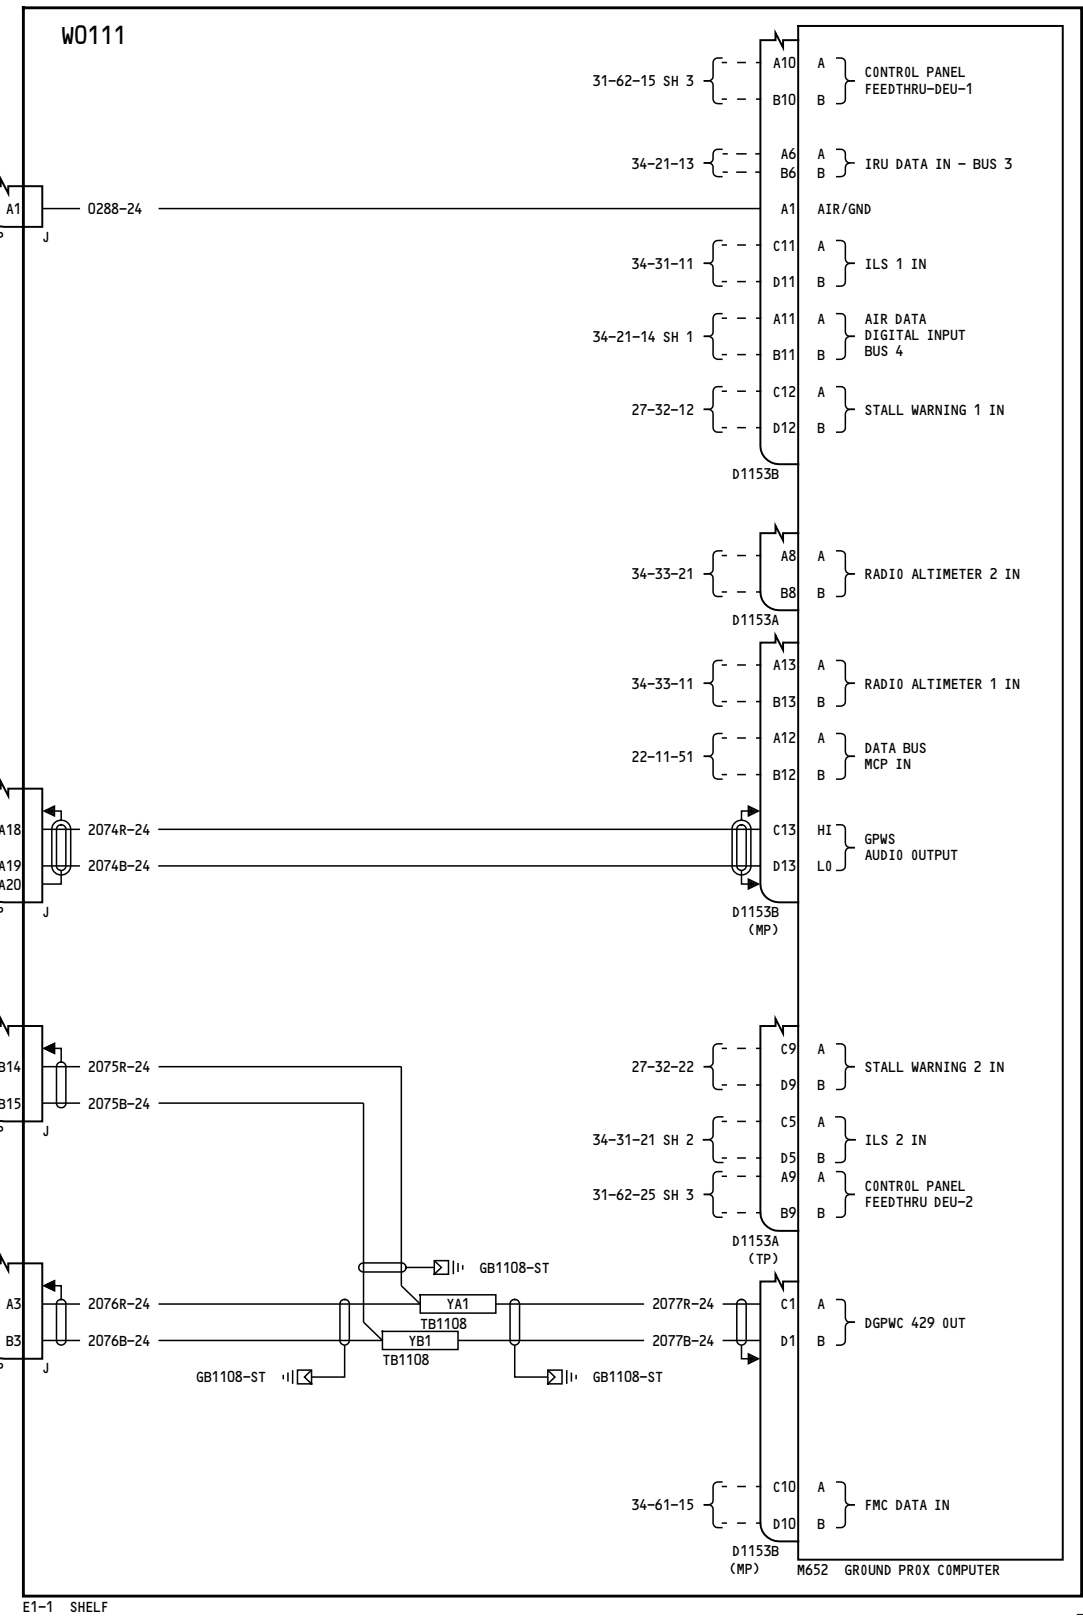 W0111
31-62-15 SH 3
A10 A
B10 B
CONTROL PANEL
FEEDTHRU-DEU-1
34-21-13
A6 A
B6 B
IRU DATA IN - BUS 3
A1
0288-24
A1 AIR/GND
J
34-31-11
C11 A
D11 B
ILS 1 IN
34-21-14 SH 1
A11 A
B11 B
AIR DATA
DIGITAL INPUT
BUS 4
27-32-12
C12 A
D12 B
STALL WARNING 1 IN
D1153B
34-33-21
A8 A
B8 B
RADIO ALTIMETER 2 IN
D1153A
34-33-11
A13 A
B13 B
RADIO ALTIMETER 1 IN
22-11-51
A12 A
B12 B
DATA BUS
MCP IN
A18
2074R-24
C13 HI
A19
2074B-24
D13 LO
GPWS
AUDIO OUTPUT
A20
J
D1153B
(MP)
27-32-22
C9 A
D9 B
STALL WARNING 2 IN
B14
2075R-24
B15
2075B-24
J
34-31-21 SH 2
C5 A
D5 B
ILS 2 IN
31-62-25 SH 3
A9 A
B9 B
CONTROL PANEL
FEEDTHRU DEU-2
D1153A
(TP)
GB1108-ST
A3
2076R-24
YA1
TB1108
2077R-24
C1 A
B3
2076B-24
YB1
TB1108
2077B-24
D1 B
DGPWC 429 OUT
J
GB1108-ST
GB1108-ST
34-61-15
C10 A
D10 B
FMC DATA IN
D1153B
(MP)
M652 GROUND PROX COMPUTER
E1-1 SHELF